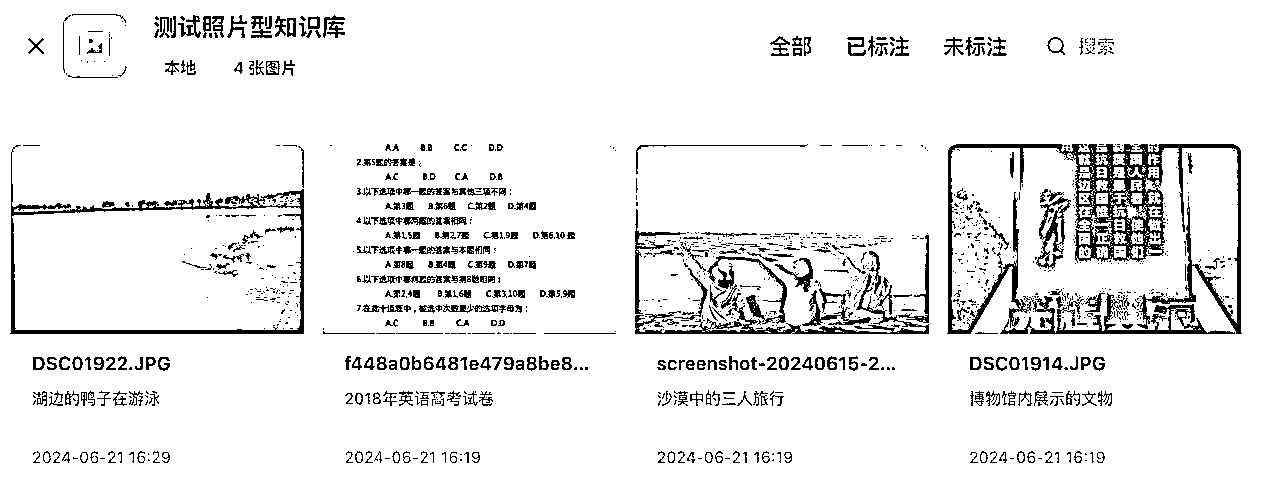 测试照片型知识库
本地 4 张图片
全部 已标注 未标注 搜索
A.A B.B C.C D.D
2.第5题的答案是：
A.C B.D C.A D.B
3.以下选项中哪一题的答案与其他三项不同：
A.第3题 B.第6题 C.第2题 D.第4题
4.以下选项中哪两题的答案相同：
A.第1,5题 B.第2,7题 C.第1,9题 D.第6,10题
5.以下选项中哪一题的答案与本题相同：
A.第8题 B.第4题 C.第9题 D.第7题
6.以下选项中哪两题的答案与第8题相同：
A.第2,4题 B.第1,6题 C.第3,10题 D.第5,9题
7.在此十道题中，被选中次数最少的选项字母为：
A.C B.B C.A D.D
DSC01922.JPG
湖边的鸭子在游泳
2024-06-21 16:29
f448a0b6481e479a8be8...
2018年英语高考试卷
2024-06-21 16:19
screenshot-20240615-2...
沙漠中的三人旅行
2024-06-21 16:19
DSC01914.JPG
博物馆内展示的文物
2024-06-21 16:19